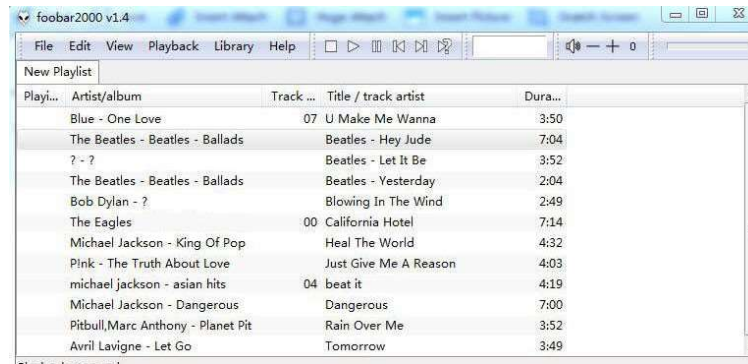 foobar2000 v1.4
File Edit View Playback Library Help 0
New Playlist
Playi... Artist/album Track ... Title / track artist Dura...
Blue - One Love 07 U Make Me Wanna 3:50
The Beatles - Beatles - Ballads Beatles - Hey Jude 7:04
? - ? Beatles - Let It Be 3:52
The Beatles - Beatles - Ballads Beatles - Yesterday 2:04
Bob Dylan - ? Blowing In The Wind 2:49
The Eagles 00 California Hotel 7:14
Michael Jackson - King Of Pop Heal The World 4:32
P!nk - The Truth About Love Just Give Me A Reason 4:03
michael jackson - asian hits 04 beat it 4:19
Michael Jackson - Dangerous Dangerous 7:00
Pitbull,Marc Anthony - Planet Pit Rain Over Me 3:52
Avril Lavigne - Let Go Tomorrow 3:49